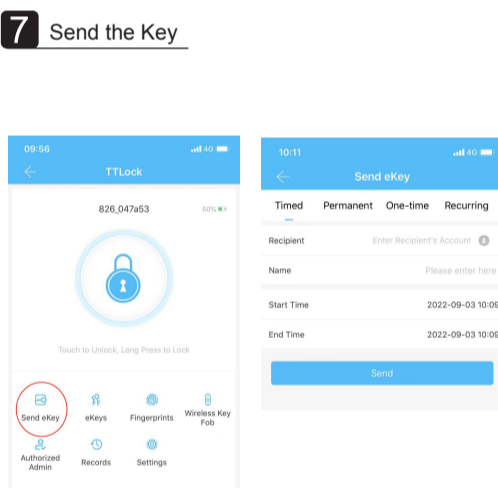 7 Send the Key
09:56
4G
TTLock
826_047a53
50%
Touch to Unlock, Long Press to Lock
Send eKey
eKeys
Fingerprints
Wireless Key
Fob
Authorized
Admin
Records
Settings
10:11
4G
Send eKey
Timed Permanent One-time Recurring
Recipient Enter Recipient's Account
Name Please enter here
Start Time 2022-09-03 10:09
End Time 2022-09-03 10:09
Send